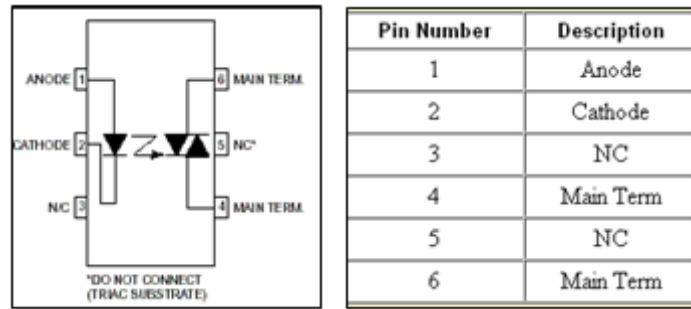 ANODE 1
6 MAIN TERM.
CATHODE 2
5 NC*
N/C 3
4 MAIN TERM.
*DO NOT CONNECT
(TRIAC SUBSTRATE)
Pin Number Description
1 Anode
2 Cathode
3 NC
4 Main Term
5 NC
6 Main Term